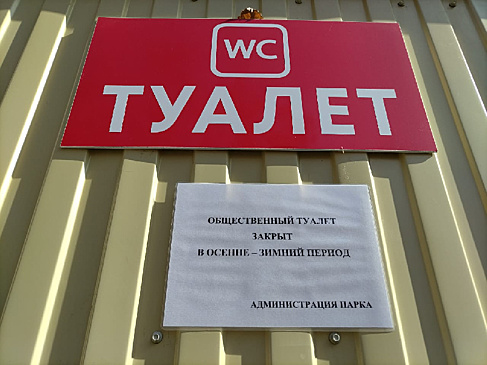 WC
ТУАЛЕТ
ОБЩЕСТВЕННЫЙ ТУАЛЕТ
ЗАКРЫТ
В ОСЕННЕ – ЗИМНИЙ ПЕРИОД
АДМИНИСТРАЦИЯ ПАРКА